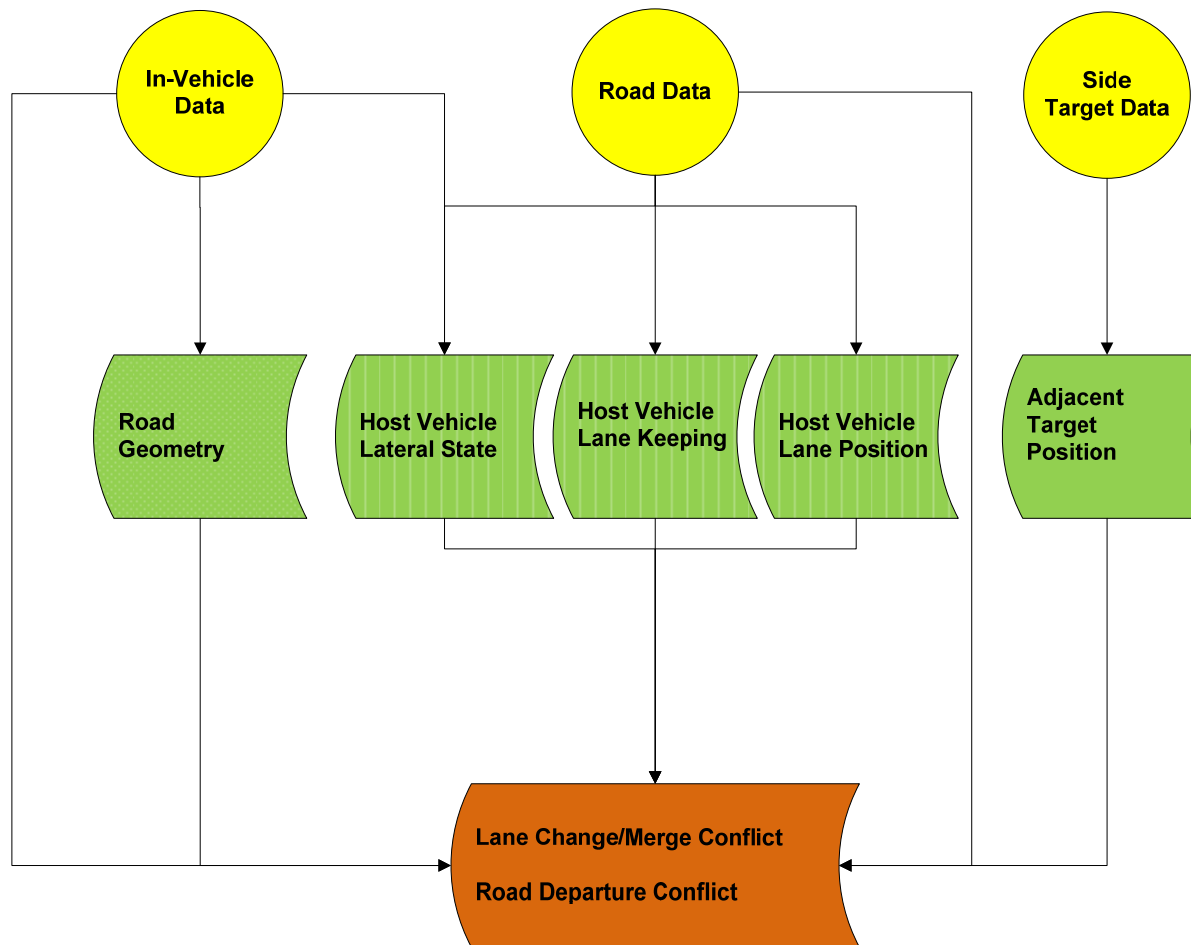 In-Vehicle
Data
Road Data
Side
Target Data
Road
Geometry
Host Vehicle
Lateral State
Host Vehicle
Lane Keeping
Host Vehicle
Lane Position
Adjacent
Target
Position
Lane Change/Merge Conflict
Road Departure Conflict